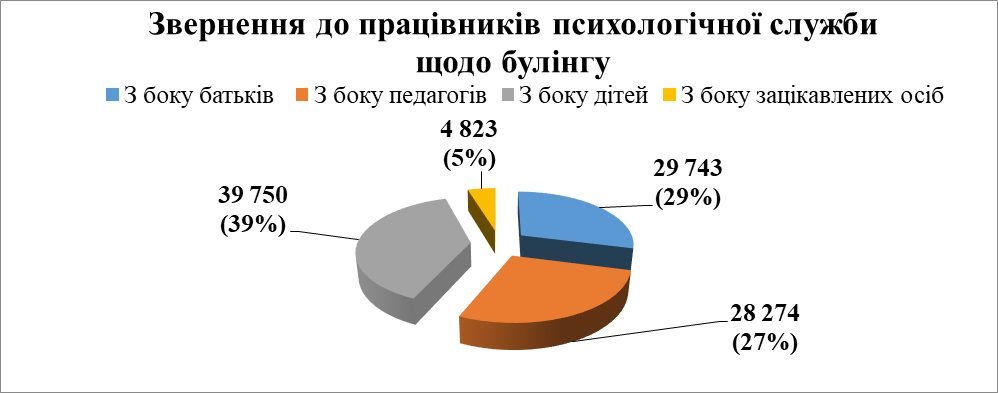 Звернення до працівників психологічної служби
щодо булінгу
З боку батьків З боку педагогів З боку дітей З боку зацікавлених осіб
4 823
(5%)
29 743
(29%)
39 750
(39%)
28 274
(27%)